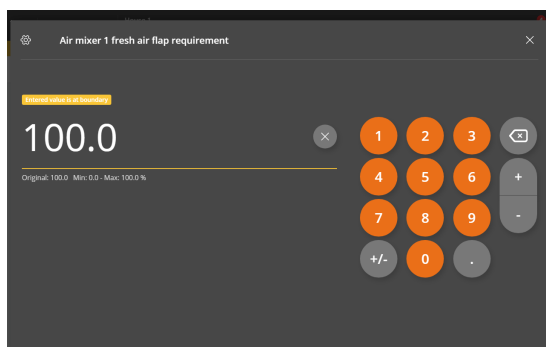 Air mixer 1 fresh air flap requirement
Entered value is at boundary
100.0
Original: 100.0 Min: 0.0 - Max: 100.0 %
1 2 3
4 5 6 +
7 8 9 -
+/- 0 .